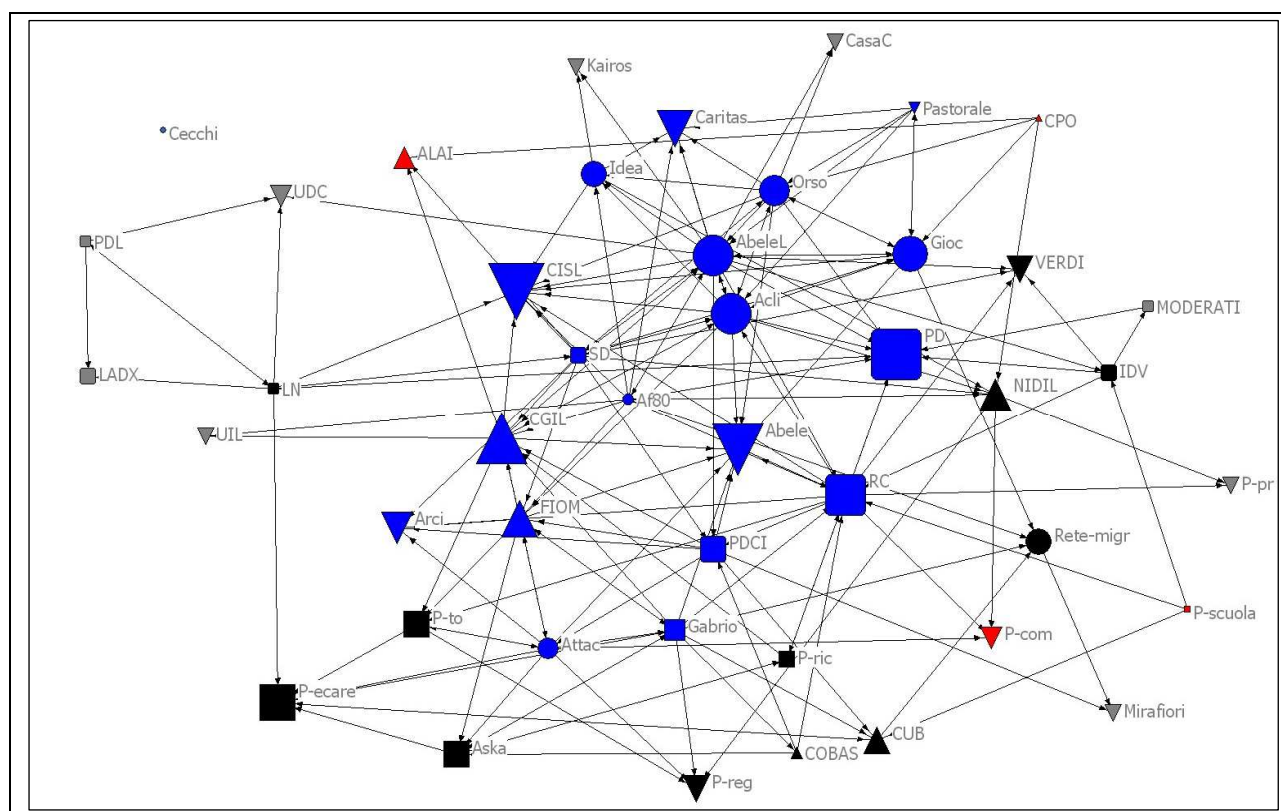 CasaC
Kairos
Pastorale
Caritas
CPO
Cecchi
ALAI
Idea
Orso
UDC
PDL
AbeleL
Gioc
VERDI
CISL
Acli
MODERATI
PD
SD
LADX
LN
IDV
NIDIL
Af80
CGIL
Abele
UIL
RC
P-pr
Arci
FIOM
PDCI
Rete-migr
P-scuola
P-to
Gabrio
P-com
Attac
P-ric
P-ecare
Mirafiori
Aska
COBAS
CUB
P-reg